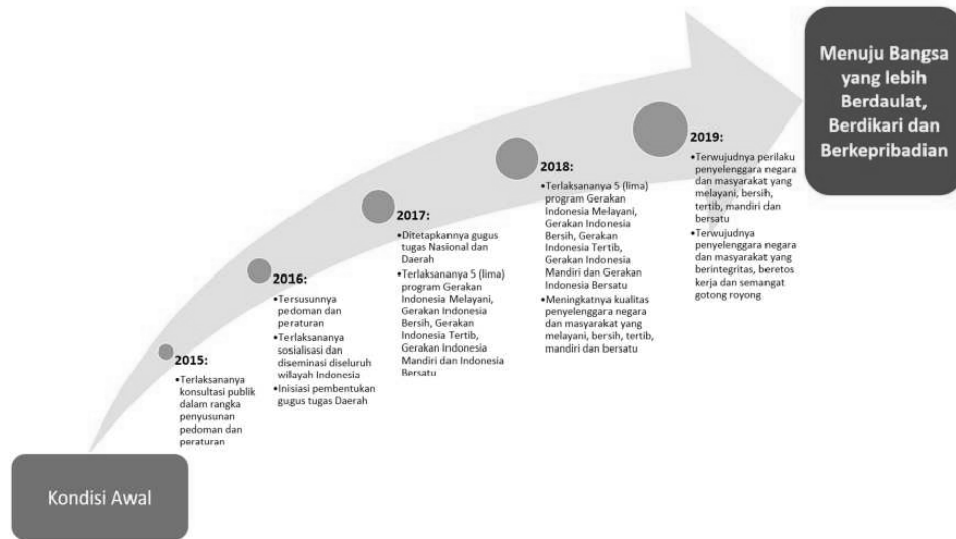 Kondisi Awal
2015:
•Terlaksananya
konsultasi publik
dalam rangka
penyusunan
pedoman dan
peraturan
2016:
•Tersusunnya
pedoman dan
peraturan
•Terlaksananya
sosialisasi dan
diseminasi diseluruh
wilayah Indonesia
•Inisiasi pembentukan
gugus tugas Daerah
2017:
•Ditetapkannya gugus
tugas Nasional dan
Daerah
•Terlaksananya 5 (lima)
program Gerakan
Indonesia Melayani,
Gerakan Indonesia
Bersih, Gerakan
Indonesia Tertib,
Gerakan Indonesia
Mandiri dan Indonesia
Bersatu
2018:
•Terlaksananya 5 (lima)
program Gerakan
Indonesia Melayani,
Gerakan Indonesia
Bersih, Gerakan
Indonesia Tertib,
Gerakan Indonesia
Mandiri dan Gerakan
Indonesia Bersatu
•Meningkatnya kualitas
penyelenggara negara
dan masyarakat yang
melayani, bersih, tertib,
mandiri dan bersatu
2019:
•Terwujudnya perilaku
penyelenggara negara
dan masyarakat yang
melayani, bersih,
tertib, mandiri dan
bersatu
•Terwujudnya
penyelenggara negara
dan masyarakat yang
berintegritas, beretos
kerja dan semangat
gotong royong
Menuju Bangsa
yang lebih
Berdaulat,
Berdikari dan
Berkepribadian